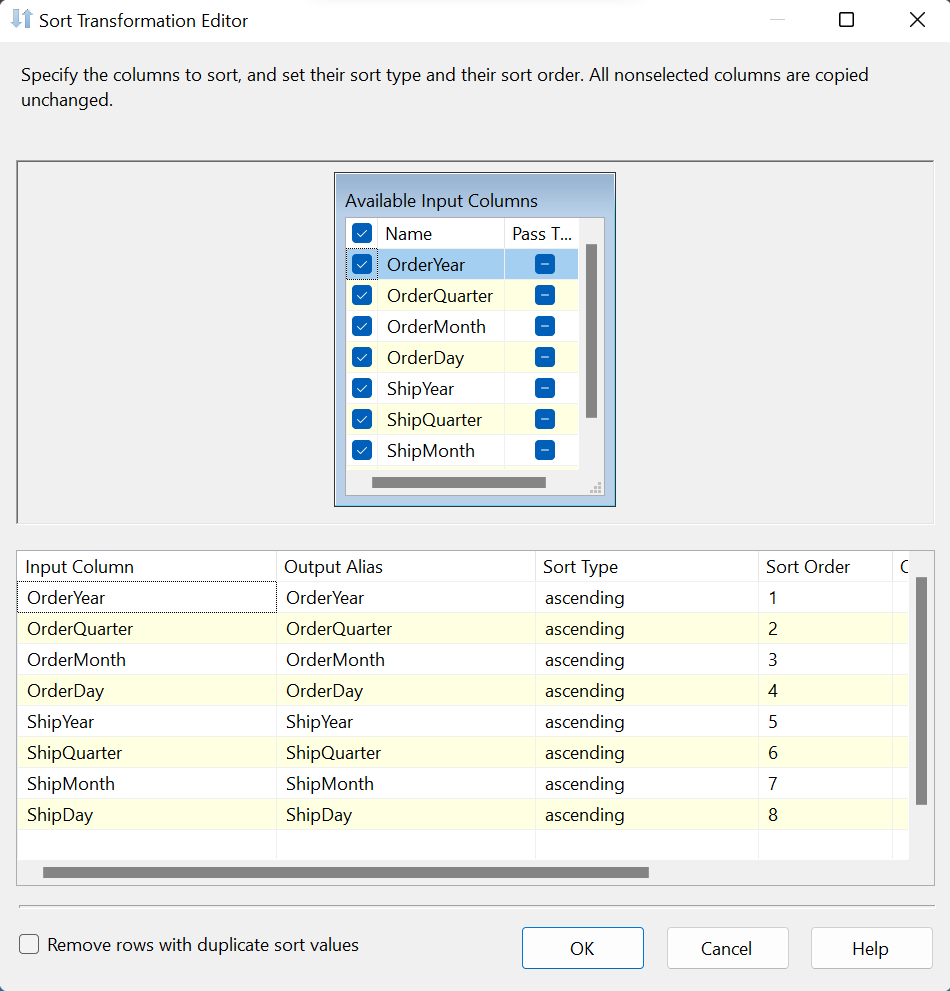 Sort Transformation Editor
Specify the columns to sort, and set their sort type and their sort order. All nonselected columns are copied
unchanged.
Available Input Columns
Name Pass T...
OrderYear
OrderQuarter
OrderMonth
OrderDay
ShipYear
ShipQuarter
ShipMonth
Input Column Output Alias Sort Type Sort Order
OrderYear OrderYear ascending 1
OrderQuarter OrderQuarter ascending 2
OrderMonth OrderMonth ascending 3
OrderDay OrderDay ascending 4
ShipYear ShipYear ascending 5
ShipQuarter ShipQuarter ascending 6
ShipMonth ShipMonth ascending 7
ShipDay ShipDay ascending 8
Remove rows with duplicate sort values OK Cancel Help